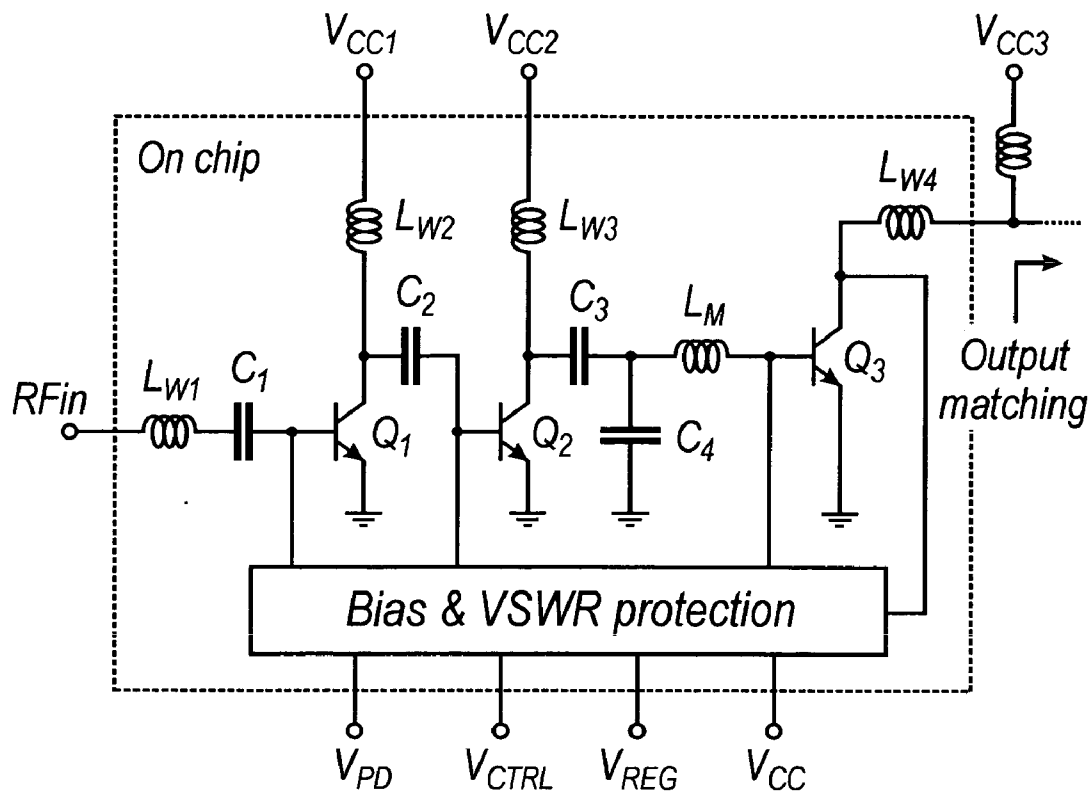 V_CC1
V_CC2
V_CC3
On chip
L_W4
L_W2
L_W3
C_2
C_3
L_M
Q_3
Output
matching
RFin
L_W1
C_1
Q_1
Q_2
C_4
Bias & VSWR protection
V_PD
V_CTRL
V_REG
V_CC